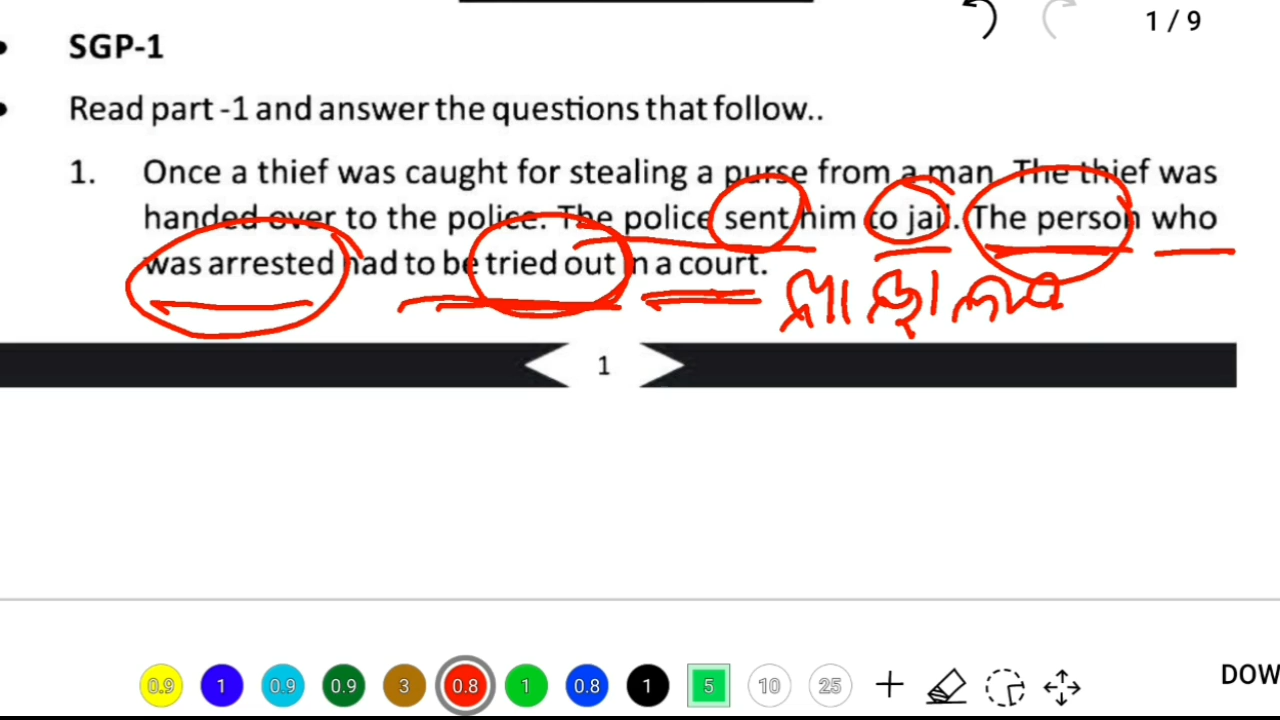 1 / 9
SGP-1
Read part -1 and answer the questions that follow..
1. Once a thief was caught for stealing a purse from a man. The thief was
handed over to the police. The police sent him to jail. The person who
was arrested had to be tried out in a court.
1
0.9 1 0.9 0.9 3 0.8 1 0.8 1 5 10 25
DOW